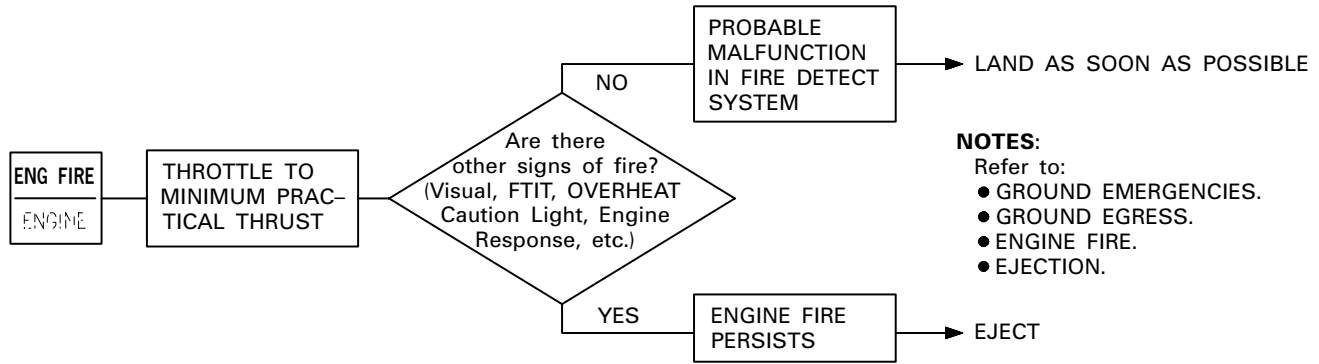 ENG FIRE
ENGINE
THROTTLE TO
MINIMUM PRAC–
TICAL THRUST
Are there
other signs of fire?
(Visual, FTIT, OVERHEAT
Caution Light, Engine
Response, etc.)
NO
PROBABLE
MALFUNCTION
IN FIRE DETECT
SYSTEM
LAND AS SOON AS POSSIBLE
YES
ENGINE FIRE
PERSISTS
EJECT
NOTES:
Refer to:
● GROUND EMERGENCIES.
● GROUND EGRESS.
● ENGINE FIRE.
● EJECTION.